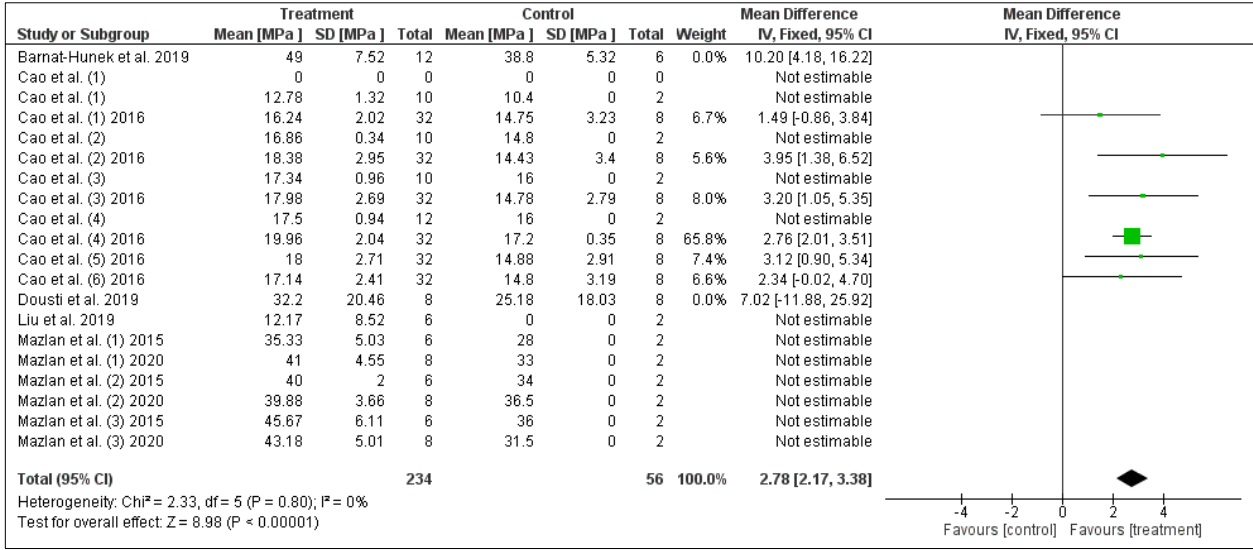 Treatment Control Mean Difference Mean Difference
Study or Subgroup Mean [MPa ] SD [MPa ] Total Mean [MPa ] SD [MPa ] Total Weight IV, Fixed, 95% CI IV, Fixed, 95% CI
Barnat-Hunek et al. 2019 49 7.52 12 38.8 5.32 6 0.0% 10.20 [4.18, 16.22]
Cao et al. (1) 0 0 0 0 0 0 Not estimable
Cao et al. (1) 12.78 1.32 10 10.4 0 2 Not estimable
Cao et al. (1) 2016 16.24 2.02 32 14.75 3.23 8 6.7% 1.49 [-0.86, 3.84]
Cao et al. (2) 16.86 0.34 10 14.8 0 2 Not estimable
Cao et al. (2) 2016 18.38 2.95 32 14.43 3.4 8 5.6% 3.95 [1.38, 6.52]
Cao et al. (3) 17.34 0.96 10 16 0 2 Not estimable
Cao et al. (3) 2016 17.98 2.69 32 14.78 2.79 8 8.0% 3.20 [1.05, 5.35]
Cao et al. (4) 17.5 0.94 12 16 0 2 Not estimable
Cao et al. (4) 2016 19.96 2.04 32 17.2 0.35 8 65.8% 2.76 [2.01, 3.51]
Cao et al. (5) 2016 18 2.71 32 14.88 2.91 8 7.4% 3.12 [0.90, 5.34]
Cao et al. (6) 2016 17.14 2.41 32 14.8 3.19 8 6.6% 2.34 [-0.02, 4.70]
Dousti et al. 2019 32.2 20.46 8 25.18 18.03 8 0.0% 7.02 [-11.88, 25.92]
Liu et al. 2019 12.17 8.52 6 0 0 2 Not estimable
Mazlan et al. (1) 2015 35.33 5.03 6 28 0 2 Not estimable
Mazlan et al. (1) 2020 41 4.55 8 33 0 2 Not estimable
Mazlan et al. (2) 2015 40 2 6 34 0 2 Not estimable
Mazlan et al. (2) 2020 39.88 3.66 8 36.5 0 2 Not estimable
Mazlan et al. (3) 2015 45.67 6.11 6 36 0 2 Not estimable
Mazlan et al. (3) 2020 43.18 5.01 8 31.5 0 2 Not estimable
Total (95% CI) 234 56 100.0% 2.78 [2.17, 3.38]
Heterogeneity: Chi² = 2.33, df = 5 (P = 0.80); I² = 0%
Test for overall effect: Z = 8.98 (P < 0.00001)
-4 -2 0 2 4
Favours [control] Favours [treatment]